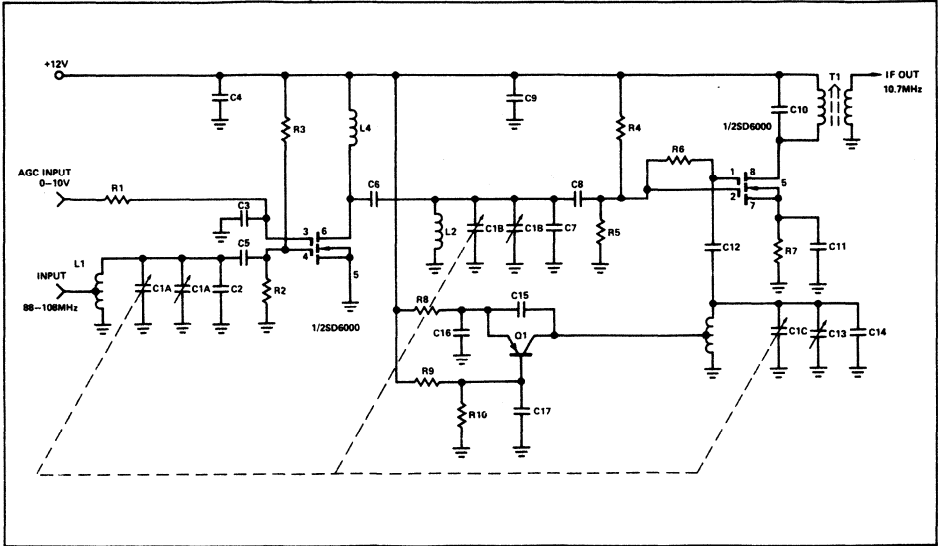 +12V
C4
R3
L4
C9
R4
C10
T1
IF OUT
10.7MHz
1/2SD6000
AGC INPUT
0–10V
R1
C3
3
6
4
5
C6
C8
R6
1
8
2
7
5
L1
INPUT
88–108MHz
C1A
C1A
C2
C5
R2
1/2SD6000
L2
C1B
C1B
C7
R5
C12
R7
C11
R8
C15
C16
Q1
R9
R10
C17
C1C
C13
C14